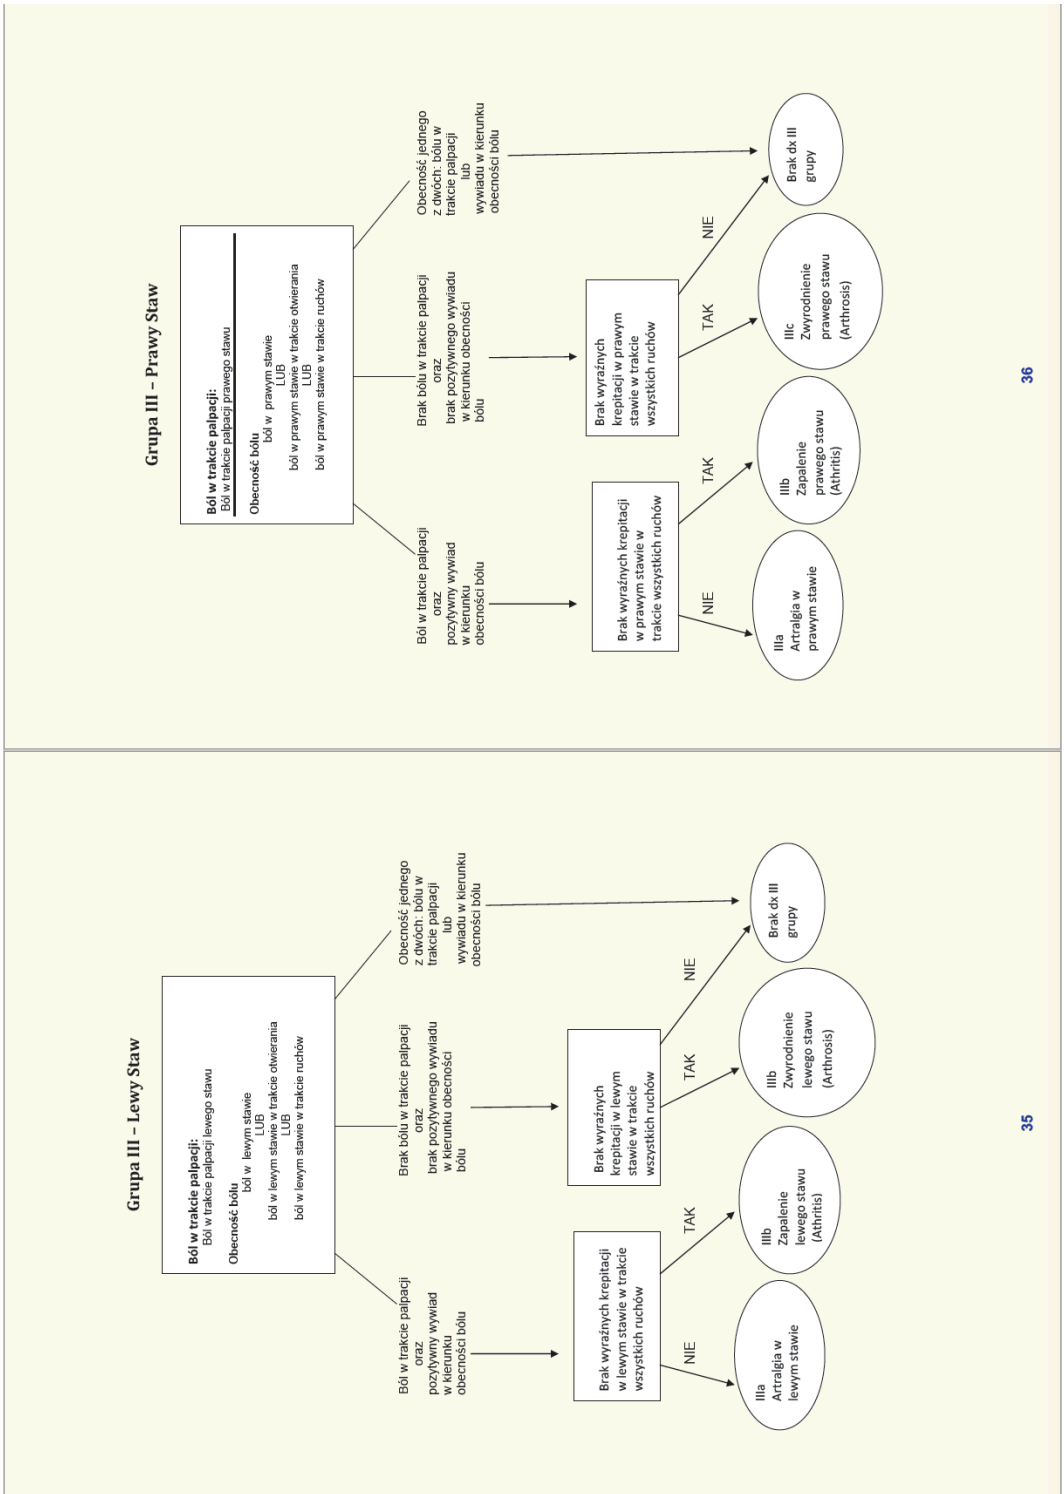 Grupa III – Prawy Staw
Ból w trakcie palpacji:
Ból w trakcie palpacji prawego stawu
Obecność bólu
ból w prawym stawie
LUB
ból w prawym stawie w trakcie otwierania
LUB
ból w prawym stawie w trakcie ruchów
Ból w trakcie palpacji
oraz
pozytywny wywiad
w kierunku
obecności bólu
Brak bólu w trakcie palpacji
oraz
brak pozytywnego wywiadu
w kierunku obecności
bólu
Obecność jednego
z dwóch: bólu w
trakcie palpacji
lub
wywiadu w kierunku
obecności bólu
Brak wyraźnych krepitacji
w prawym stawie w
trakcie wszystkich ruchów
Brak wyraźnych
krepitacji w prawym
stawie w trakcie
wszystkich ruchów
NIE
TAK
TAK
NIE
IIIa
Artralgia w
prawym stawie
IIIb
Zapalenie
prawego stawu
(Athritis)
IIIc
Zwyrodnienie
prawego stawu
(Arthrosis)
Brak dx III
grupy
36
Grupa III – Lewy Staw
Ból w trakcie palpacji:
Ból w trakcie palpacji lewego stawu
Obecność bólu
ból w lewym stawie
LUB
ból w lewym stawie w trakcie otwierania
LUB
ból w lewym stawie w trakcie ruchów
Ból w trakcie palpacji
oraz
pozytywny wywiad
w kierunku
obecności bólu
Brak bólu w trakcie palpacji
oraz
brak pozytywnego wywiadu
w kierunku obecności
bólu
Obecność jednego
z dwóch: bólu w
trakcie palpacji
lub
wywiadu w kierunku
obecności bólu
Brak wyraźnych krepitacji
w lewym stawie w trakcie
wszystkich ruchów
Brak wyraźnych
krepitacji w lewym
stawie w trakcie
wszystkich ruchów
NIE
TAK
TAK
NIE
IIIa
Artralgia w
lewym stawie
IIIb
Zapalenie
lewego stawu
(Athritis)
IIIb
Zwyrodnienie
lewego stawu
(Arthrosis)
Brak dx III
grupy
35